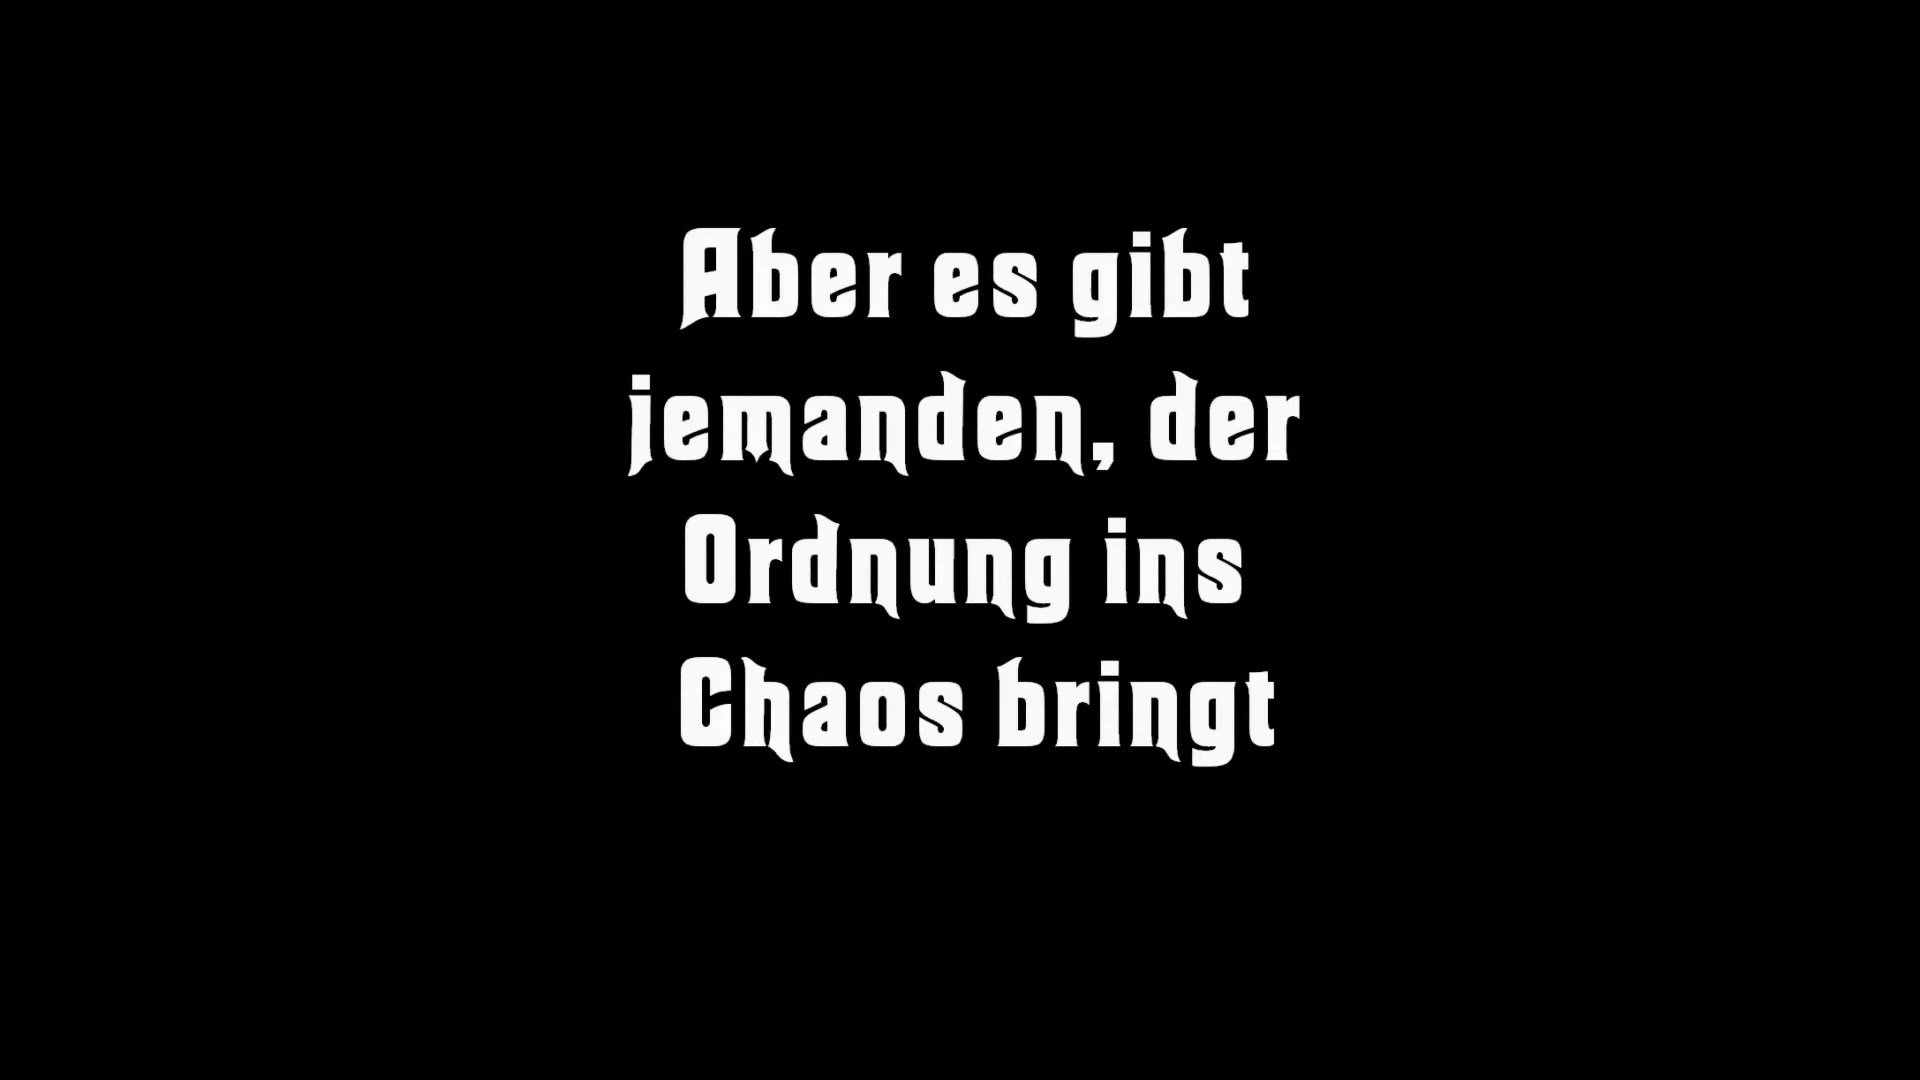 Aber es gibt
jemanden, der
Ordnung ins
Chaos bringt